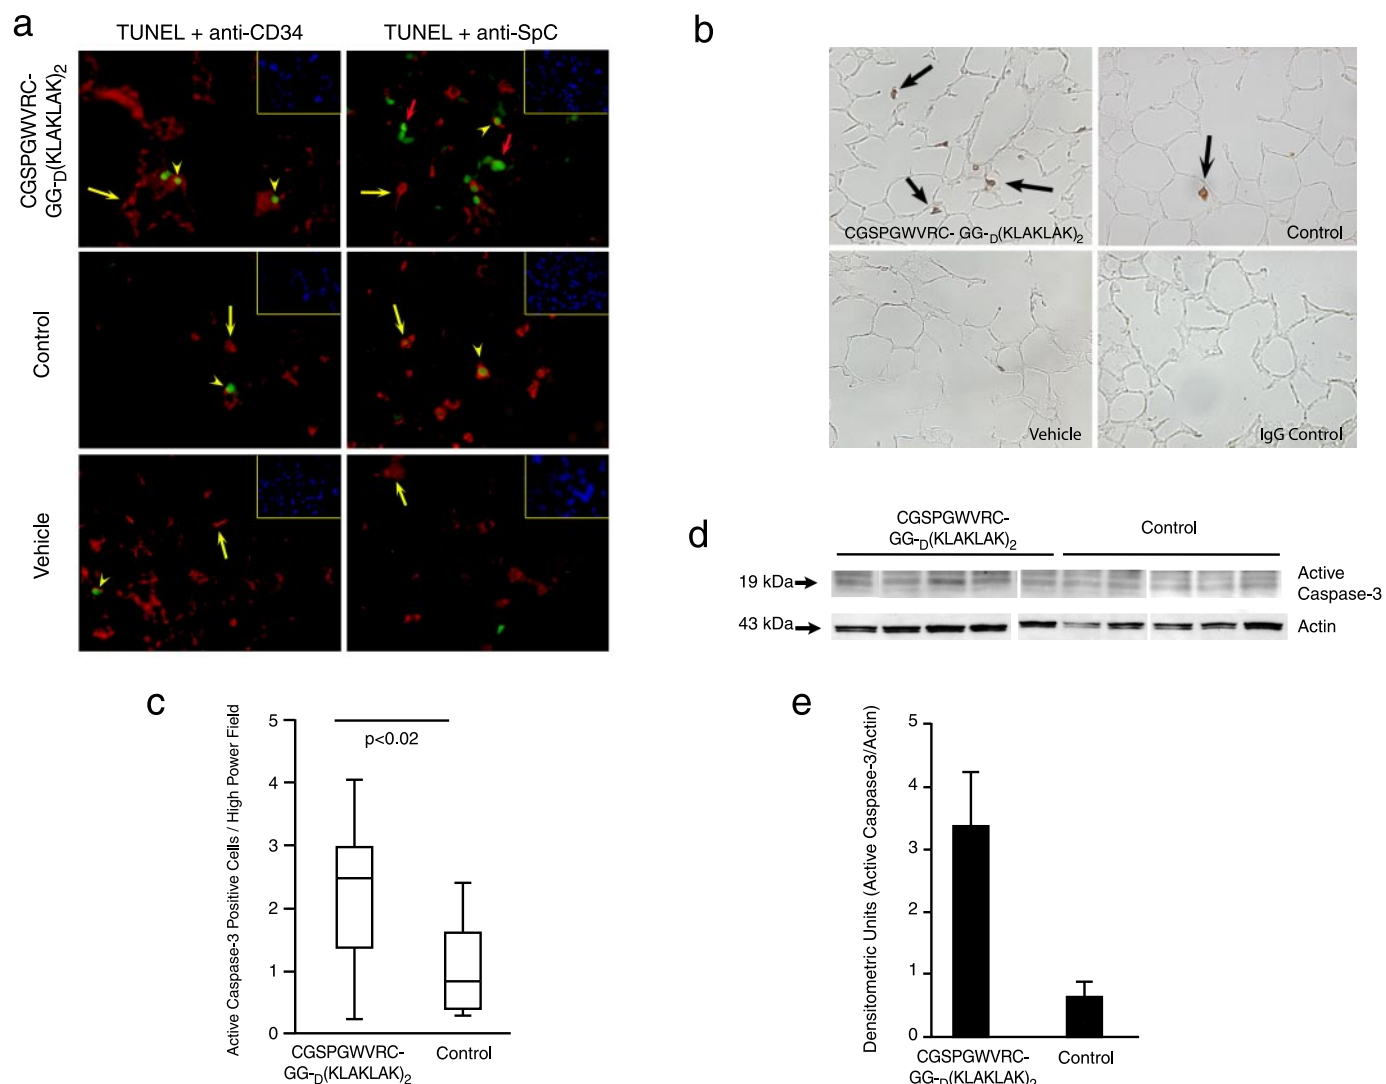 a
TUNEL + anti-CD34
TUNEL + anti-SpC
CGSPGWVRC-
GG-D(KLAKLAK)2
Control
Vehicle
b
CGSPGWVRC- GG-D(KLAKLAK)2
Control
Vehicle
IgG Control
d
CGSPGWVRC-
GG-D(KLAKLAK)2
Control
19 kDa
Active
Caspase-3
43 kDa
Actin
c
Active Caspase-3 Positive Cells / High Power Field
5
4
3
2
1
0
p<0.02
CGSPGWVRC-
GG-D(KLAKLAK)2
Control
e
Densitometric Units (Active Caspase-3/Actin)
5
4
3
2
1
0
CGSPGWVRC-
GG-D(KLAKLAK)2
Control